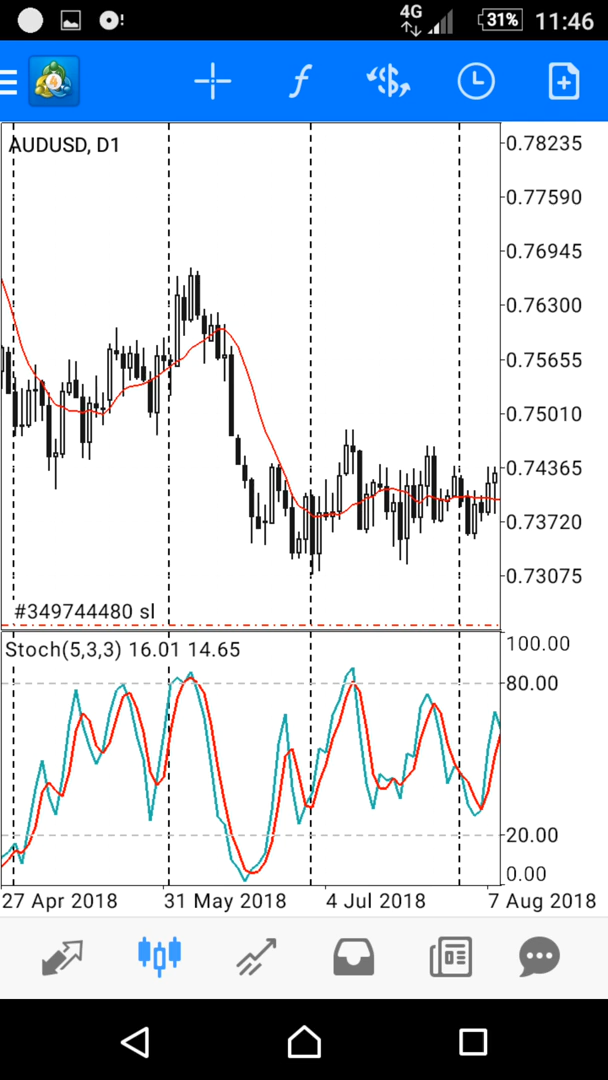 4G 31% 11:46
AUDUSD, D1
0.78235
0.77590
0.76945
0.76300
0.75655
0.75010
0.74365
0.73720
0.73075
#349744480 sl
Stoch(5,3,3) 16.01 14.65
100.00
80.00
20.00
0.00
27 Apr 2018 31 May 2018 4 Jul 2018 7 Aug 2018